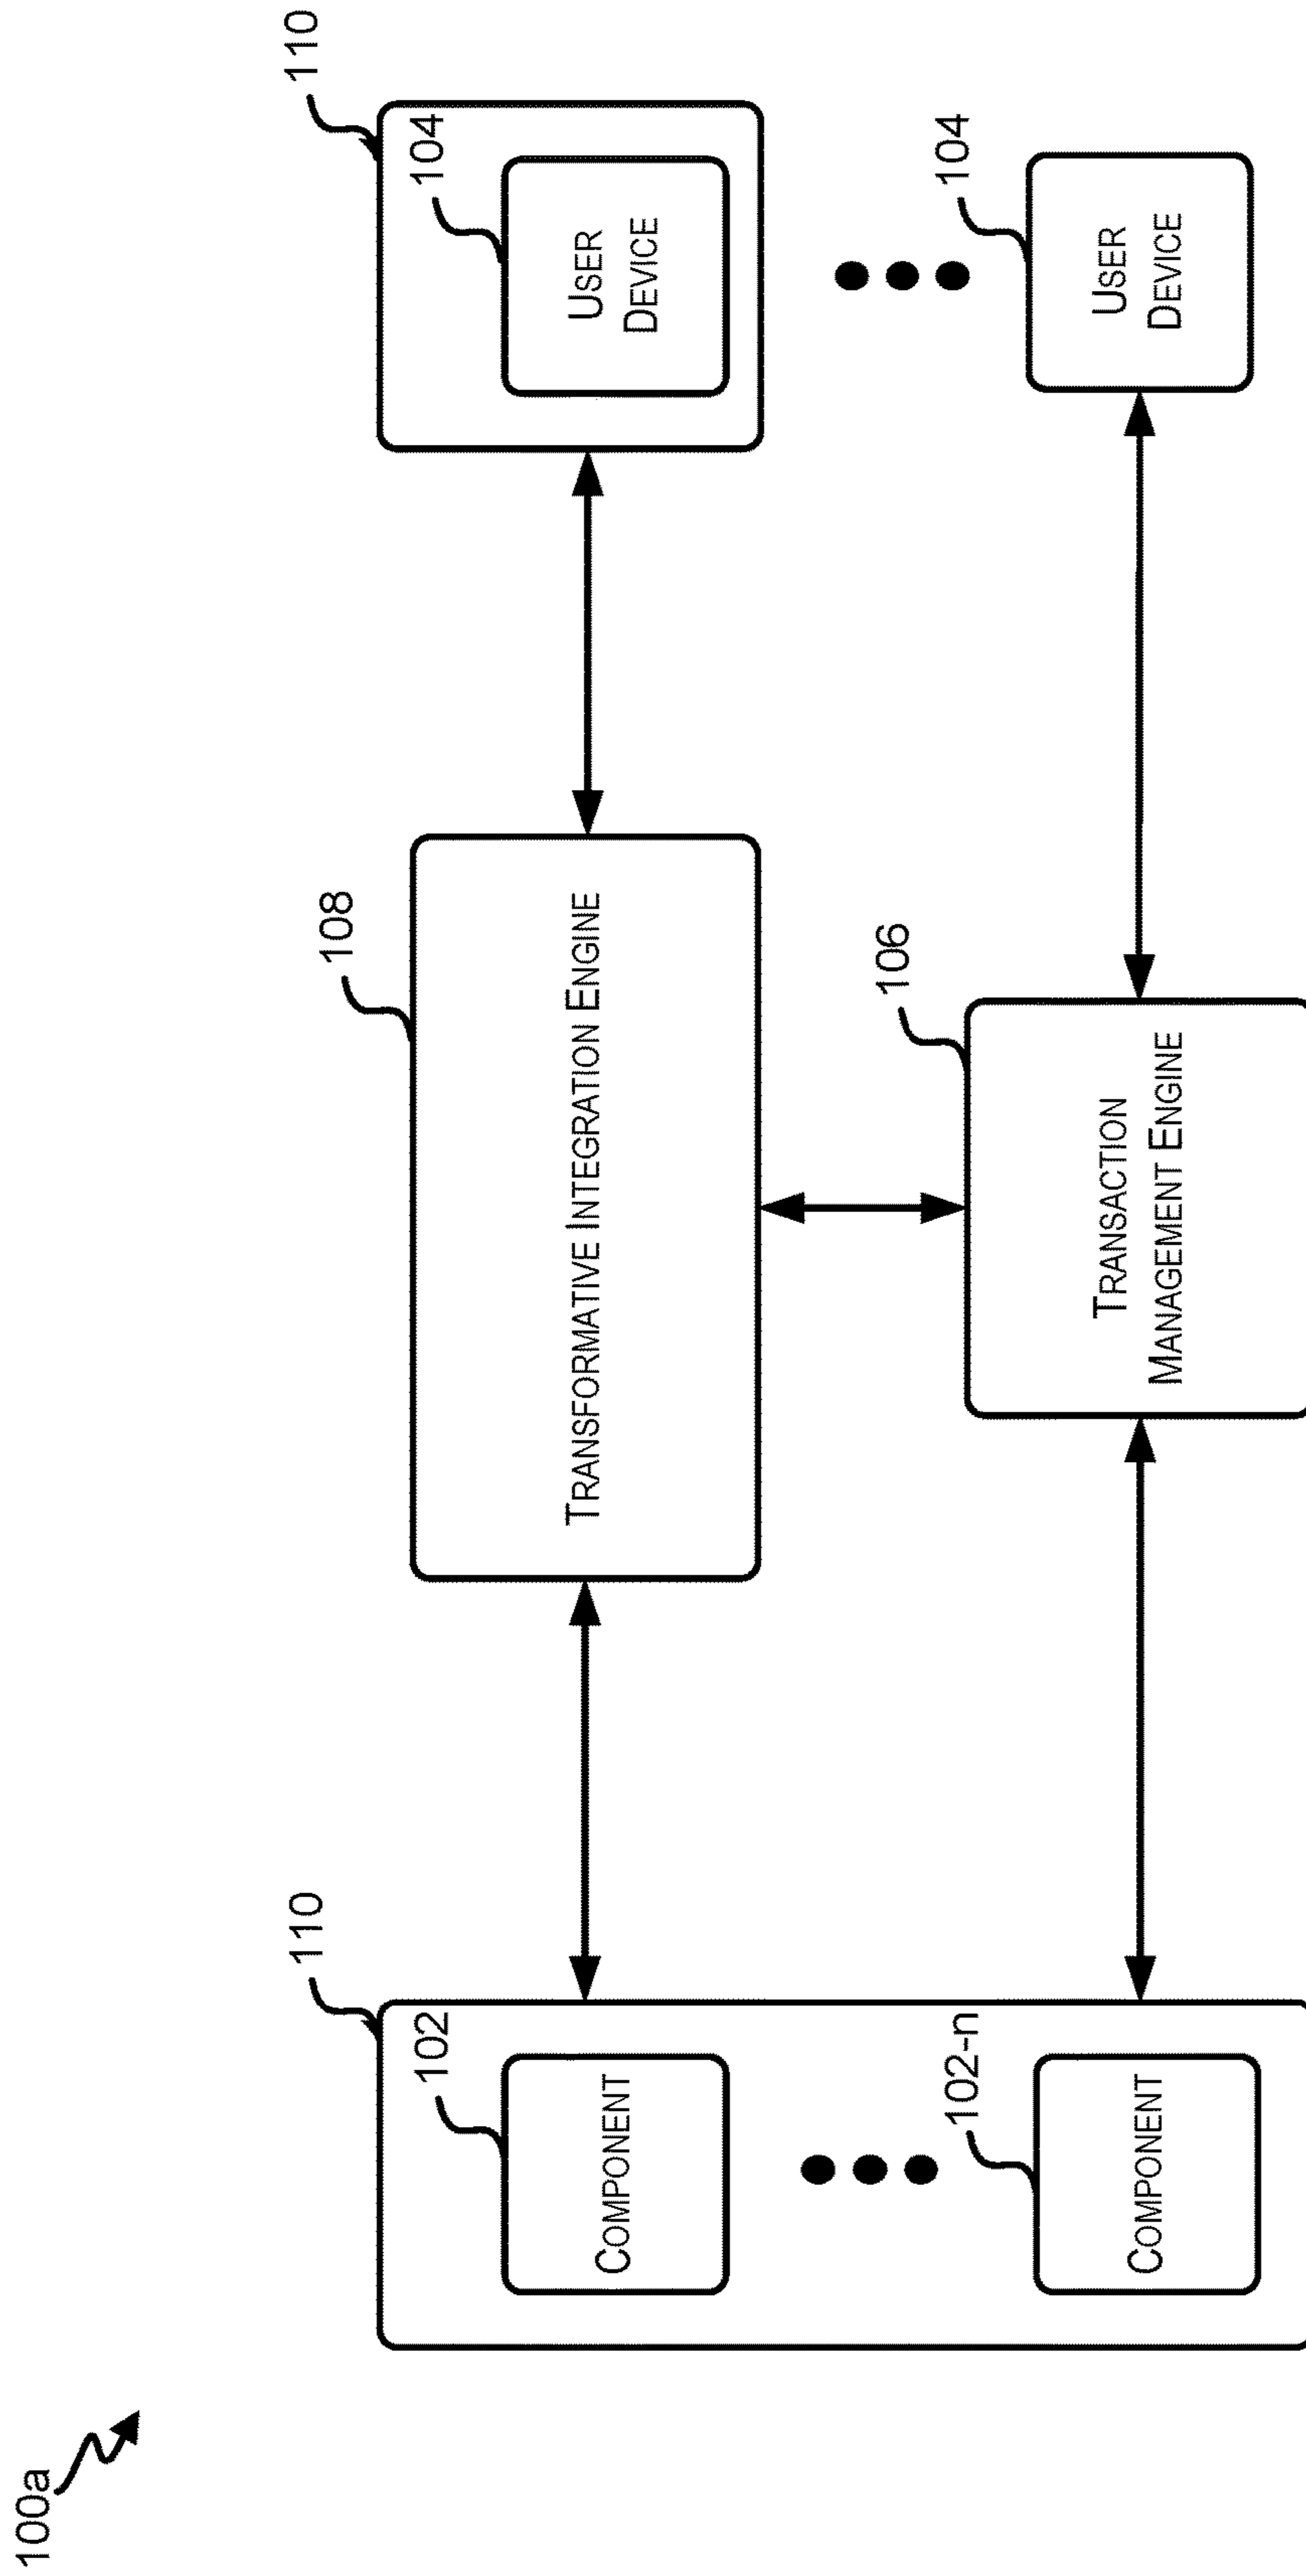 100a
110
102
COMPONENT
102-n
COMPONENT
108
TRANSFORMATIVE INTEGRATION ENGINE
106
TRANSACTION
MANAGEMENT ENGINE
110
104
USER
DEVICE
104
USER
DEVICE